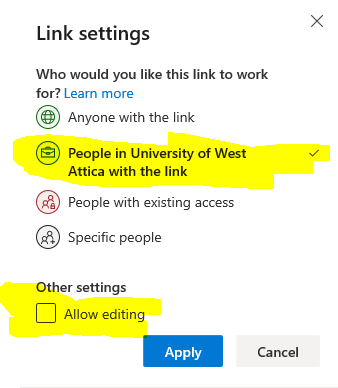 Link settings
Who would you like this link to work
for? Learn more
Anyone with the link
People in University of West
Attica with the link
People with existing access
Specific people
Other settings
Allow editing
Apply Cancel